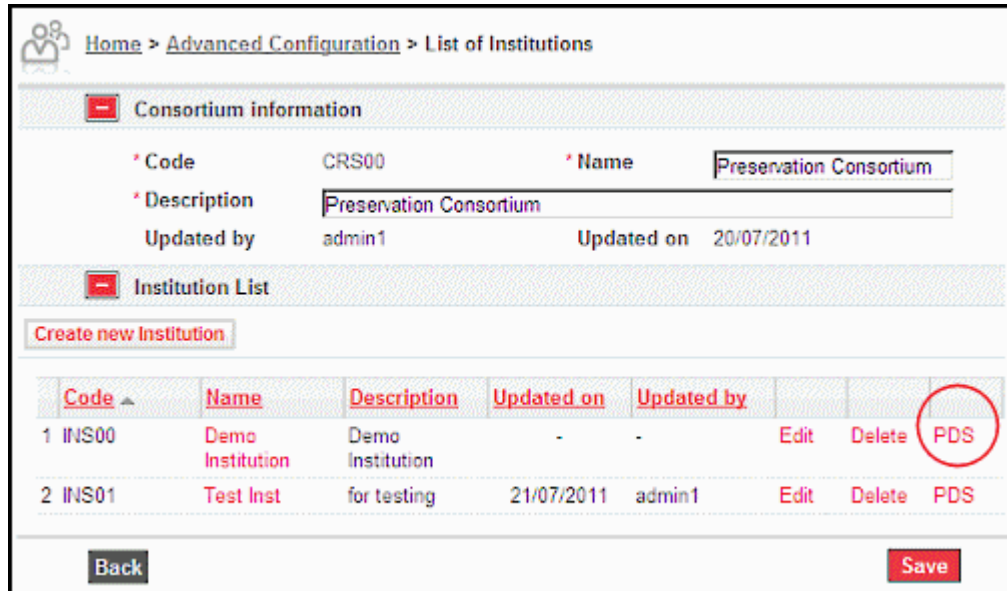 Home > Advanced Configuration > List of Institutions
Consortium information
* Code CRS00 * Name Preservation Consortium
* Description Preservation Consortium
Updated by admin1 Updated on 20/07/2011
Institution List
Create new Institution
Code Name Description Updated on Updated by
1 INS00 Demo Institution Demo Institution - - Edit Delete PDS
2 INS01 Test Inst for testing 21/07/2011 admin1 Edit Delete PDS
Back Save